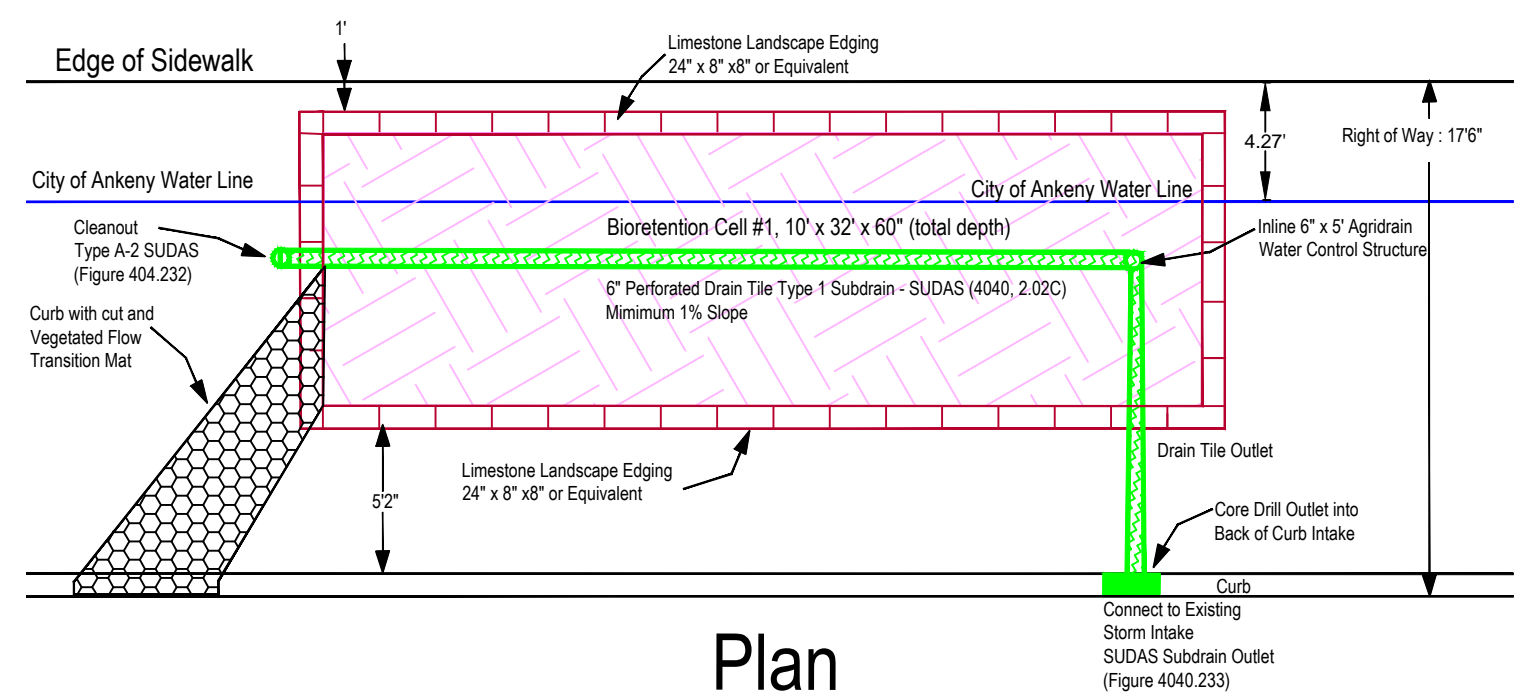 1'
Edge of Sidewalk
Limestone Landscape Edging
24" x 8" x8" or Equivalent
4.27'
Right of Way : 17'6"
City of Ankeny Water Line
City of Ankeny Water Line
Cleanout
Type A-2 SUDAS
(Figure 404.232)
Bioretention Cell #1, 10' x 32' x 60" (total depth)
Inline 6" x 5' Agridrain
Water Control Structure
6" Perforated Drain Tile Type 1 Subdrain - SUDAS (4040, 2.02C)
Mimimum 1% Slope
Curb with cut and
Vegetated Flow
Transition Mat
Limestone Landscape Edging
24" x 8" x8" or Equivalent
5'2"
Drain Tile Outlet
Core Drill Outlet into
Back of Curb Intake
Curb
Connect to Existing
Storm Intake
SUDAS Subdrain Outlet
(Figure 4040.233)
Plan